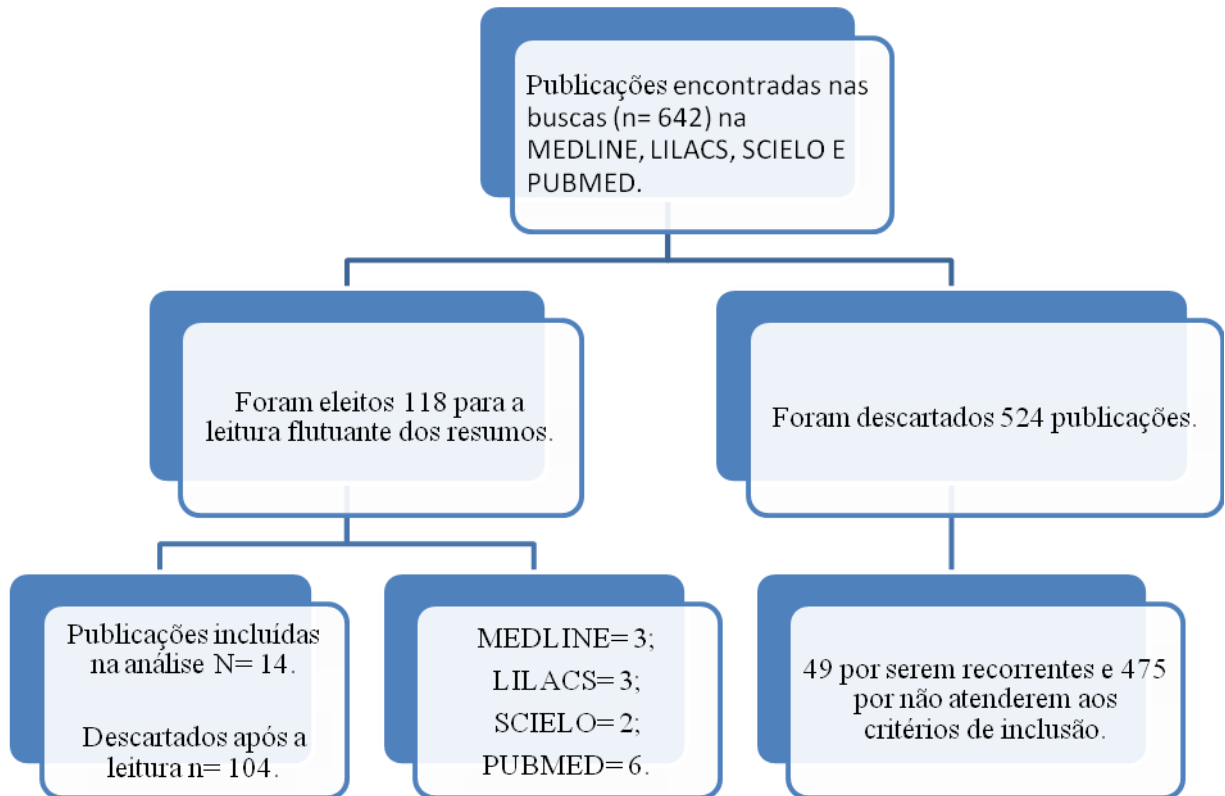 Publicações encontradas nas
buscas (n= 642) na
MEDLINE, LILACS, SCIELO E
PUBMED.
Foram eleitos 118 para a
leitura flutuante dos resumos.
Foram descartados 524 publicações.
Publicações incluídas
na análise N= 14.
Descartados após a
leitura n= 104.
MEDLINE= 3;
LILACS= 3;
SCIELO= 2;
PUBMED= 6.
49 por serem recorrentes e 475
por não atenderem aos
critérios de inclusão.